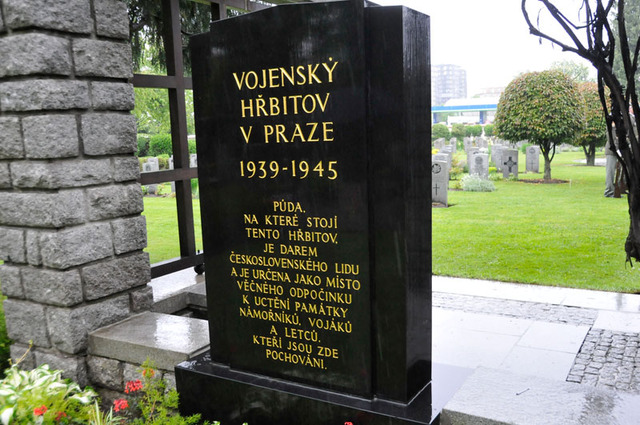 VOJENSKÝ
HŘBITOV
V PRAZE
1939-1945
PŮDA,
NA KTERÉ STOJÍ
TENTO HŘBITOV,
JE DAREM
ČESKOSLOVENSKÉHO LIDU
A JE URČENA JAKO MÍSTO
VĚČNÉHO ODPOČINKU
K UCTĚNÍ PAMÁTKY
NÁMOŘNÍKŮ, VOJÁKŮ
A LETCŮ,
KTEŘÍ JSOU ZDE
POCHOVÁNI.